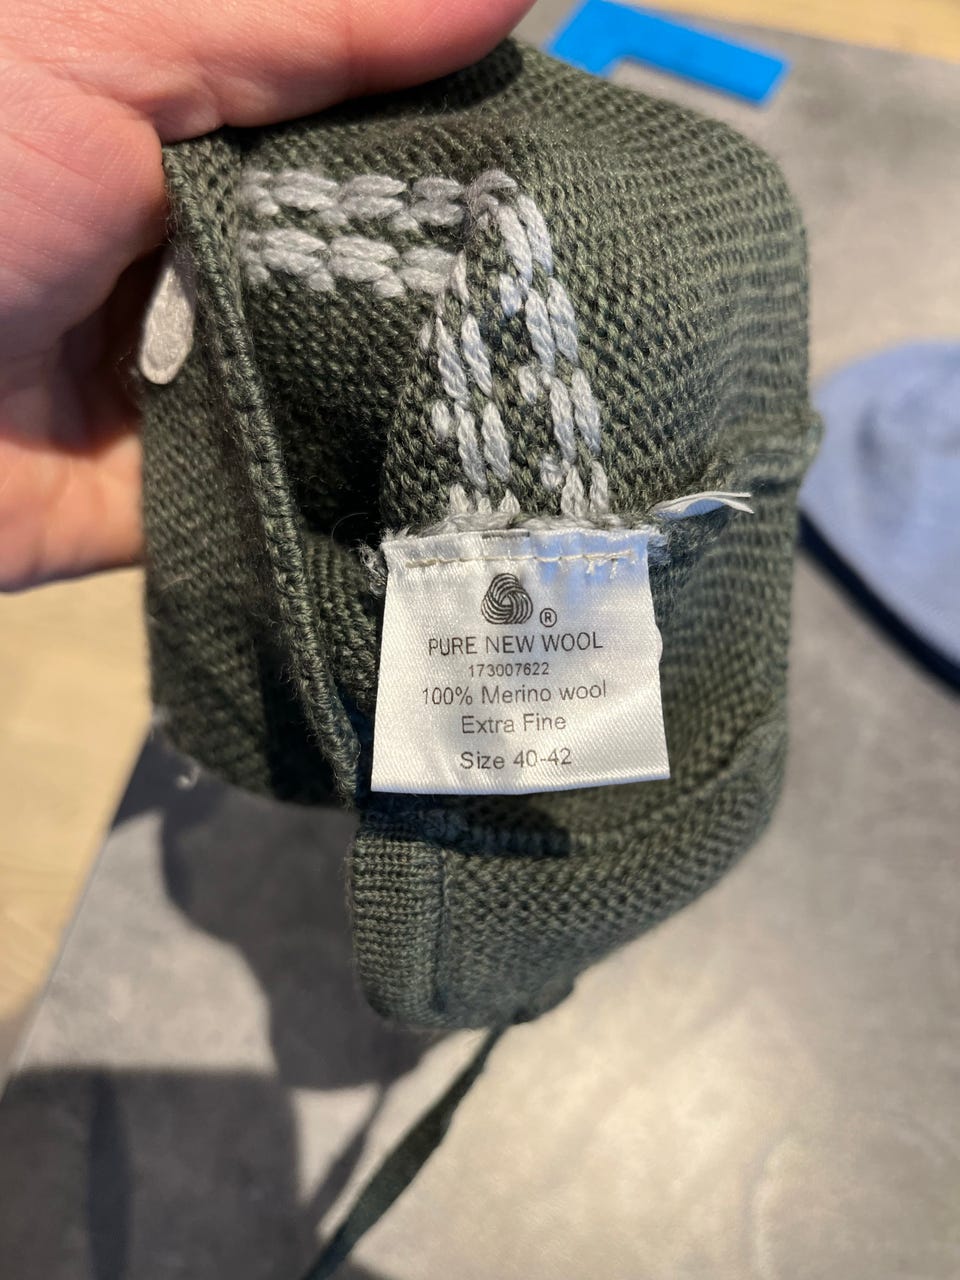 ®
PURE NEW WOOL
173007622
100% Merino wool
Extra Fine
Size 40-42